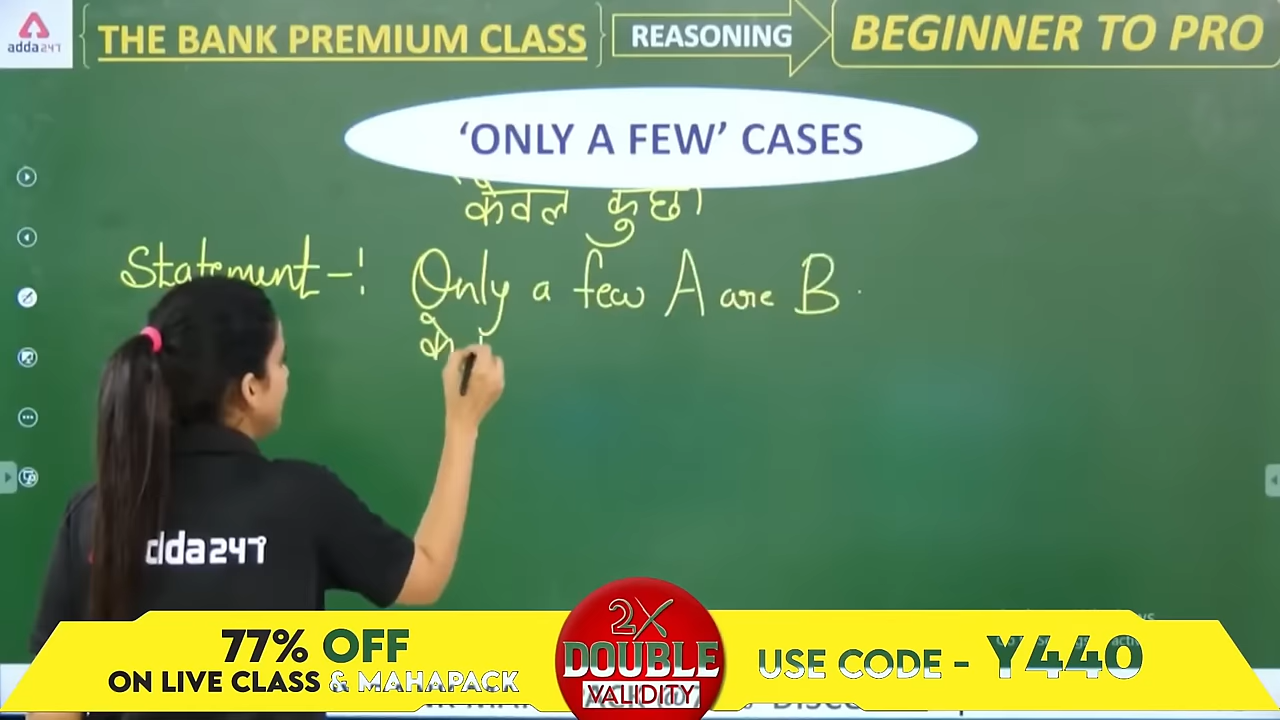 adda247
THE BANK PREMIUM CLASS
REASONING
BEGINNER TO PRO
‘ONLY A FEW’ CASES
केवल कुछ
Statement -: Only a few A are B.
के
adda247
77% OFF
ON LIVE CLASS & MAHAPACK
2X
DOUBLE
VALIDITY
USE CODE - Y440